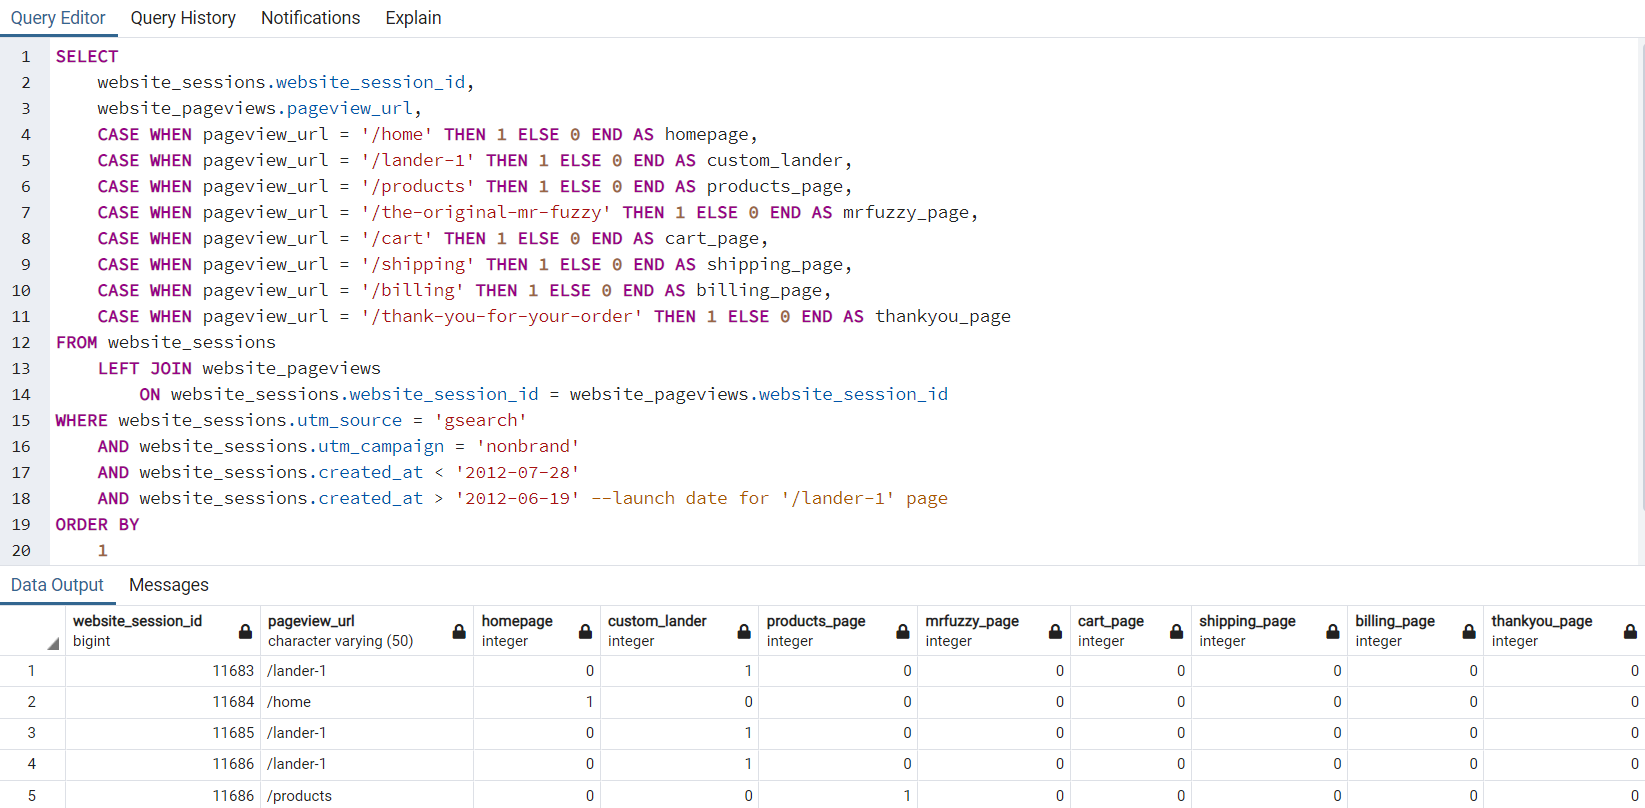 Query Editor Query History Notifications Explain
1 SELECT
2 website_sessions.website_session_id,
3 website_pageviews.pageview_url,
4 CASE WHEN pageview_url = '/home' THEN 1 ELSE 0 END AS homepage,
5 CASE WHEN pageview_url = '/lander-1' THEN 1 ELSE 0 END AS custom_lander,
6 CASE WHEN pageview_url = '/products' THEN 1 ELSE 0 END AS products_page,
7 CASE WHEN pageview_url = '/the-original-mr-fuzzy' THEN 1 ELSE 0 END AS mrfuzzy_page,
8 CASE WHEN pageview_url = '/cart' THEN 1 ELSE 0 END AS cart_page,
9 CASE WHEN pageview_url = '/shipping' THEN 1 ELSE 0 END AS shipping_page,
10 CASE WHEN pageview_url = '/billing' THEN 1 ELSE 0 END AS billing_page,
11 CASE WHEN pageview_url = '/thank-you-for-your-order' THEN 1 ELSE 0 END AS thankyou_page
12 FROM website_sessions
13 LEFT JOIN website_pageviews
14 ON website_sessions.website_session_id = website_pageviews.website_session_id
15 WHERE website_sessions.utm_source = 'gsearch'
16 AND website_sessions.utm_campaign = 'nonbrand'
17 AND website_sessions.created_at < '2012-07-28'
18 AND website_sessions.created_at > '2012-06-19' --launch date for '/lander-1' page
19 ORDER BY
20 1
Data Output Messages
website_session_id pageview_url homepage custom_lander products_page mrfuzzy_page cart_page shipping_page billing_page thankyou_page
bigint character varying (50) integer integer integer integer integer integer integer integer
1 11683 /lander-1 0 1 0 0 0 0 0 0
2 11684 /home 1 0 0 0 0 0 0 0
3 11685 /lander-1 0 1 0 0 0 0 0 0
4 11686 /lander-1 0 1 0 0 0 0 0 0
5 11686 /products 0 0 1 0 0 0 0 0